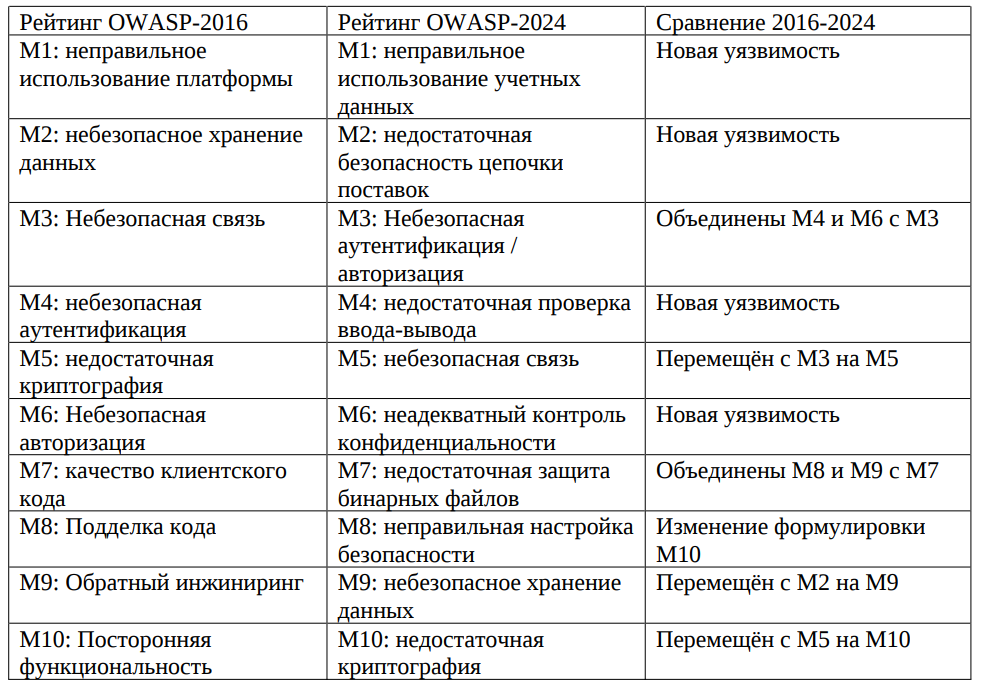 Рейтинг OWASP-2016
Рейтинг OWASP-2024
Сравнение 2016-2024
M1: неправильное
использование платформы
M1: неправильное
использование учетных
данных
Новая уязвимость
M2: небезопасное хранение
данных
M2: недостаточная
безопасность цепочки
поставок
Новая уязвимость
M3: Небезопасная связь
M3: Небезопасная
аутентификация /
авторизация
Объединены M4 и M6 с M3
M4: небезопасная
аутентификация
M4: недостаточная проверка
ввода-вывода
Новая уязвимость
M5: недостаточная
криптография
M5: небезопасная связь
Перемещён с M3 на M5
M6: Небезопасная
авторизация
M6: неадекватный контроль
конфиденциальности
Новая уязвимость
M7: качество клиентского
кода
M7: недостаточная защита
бинарных файлов
Объединены M8 и M9 с M7
M8: Подделка кода
M8: неправильная настройка
безопасности
Изменение формулировки
M10
M9: Обратный инжиниринг
M9: небезопасное хранение
данных
Перемещён с M2 на M9
M10: Посторонняя
функциональность
M10: недостаточная
криптография
Перемещён с M5 на M10